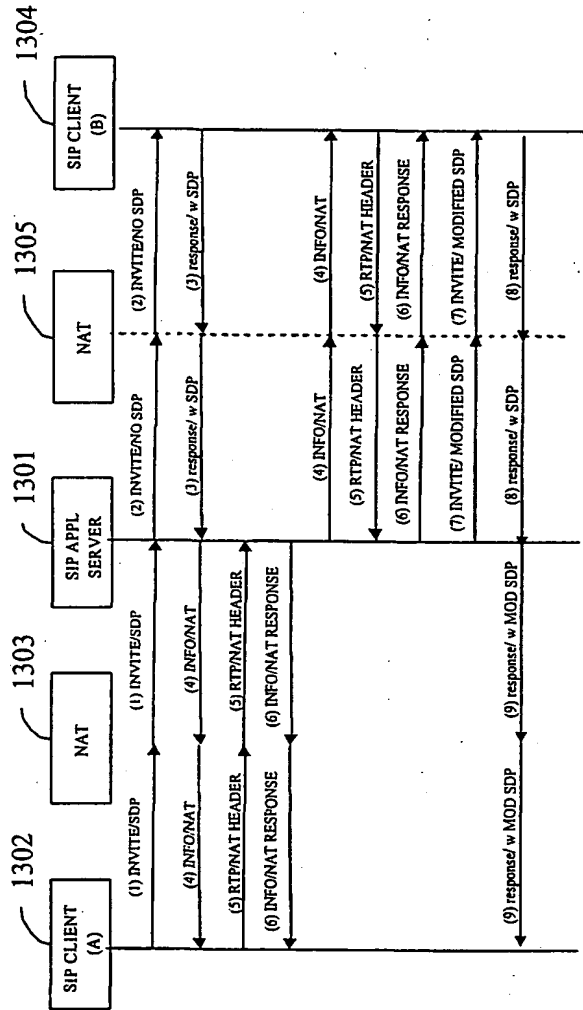 1302
1303
1301
1305
1304
SIP CLIENT
(A)
NAT
SIP APPL
SERVER
NAT
SIP CLIENT
(B)
(1) INVITE/SDP
(1) INVITE/SDP
(2) INVITE/NO SDP
(2) INVITE/NO SDP
(4) INFO/NAT
(4) INFO/NAT
(3) response/ w SDP
(3) response/ w SDP
(5) RTP/NAT HEADER
(5) RTP/NAT HEADER
(6) INFO/NAT RESPONSE
(6) INFO/NAT RESPONSE
(4) INFO/NAT
(4) INFO/NAT
(5) RTP/NAT HEADER
(5) RTP/NAT HEADER
(6) INFO/NAT RESPONSE
(6) INFO/NAT RESPONSE
(7) INVITE/ MODIFIED SDP
(7) INVITE/ MODIFIED SDP
(8) response/ w SDP
(8) response/ w SDP
(9) response/ w MOD SDP
(9) response/ w MOD SDP